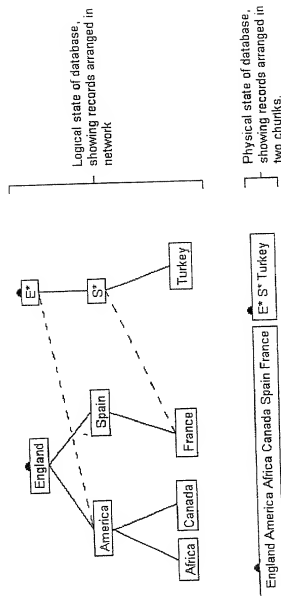 England
E*
America
Spain
S*
Africa
Canada
France
Turkey
Logical state of database,
showing records arranged in
network
England America Africa Canada Spain France
E* S* Turkey
Physical state of database,
showing records arranged in
two chunks.